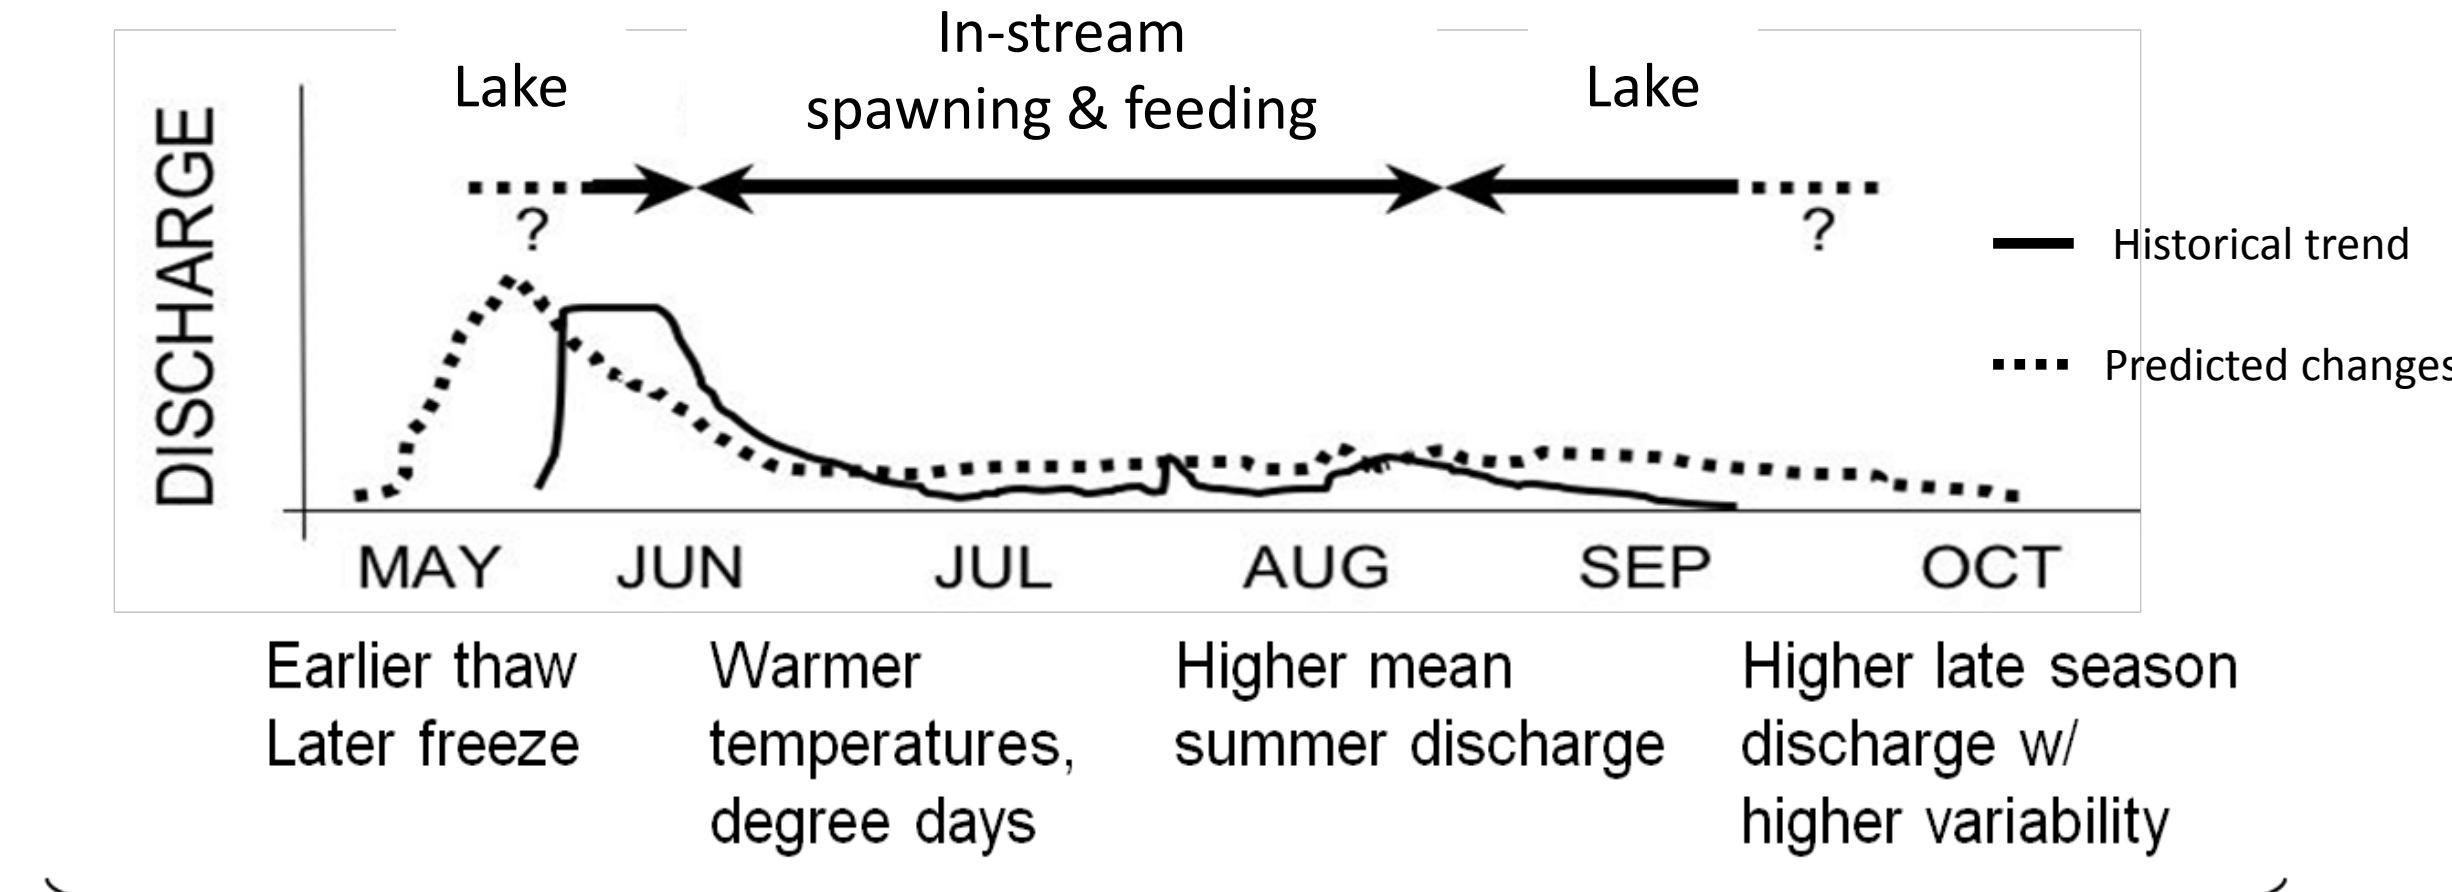 In-stream
Lake
spawning & feeding
Lake
DISCHARGE
?
?
Historical trend
Predicted changes
MAY
JUN
JUL
AUG
SEP
OCT
Earlier thaw
Later freeze
Warmer
temperatures,
degree days
Higher mean
summer discharge
Higher late season
discharge w/
higher variability